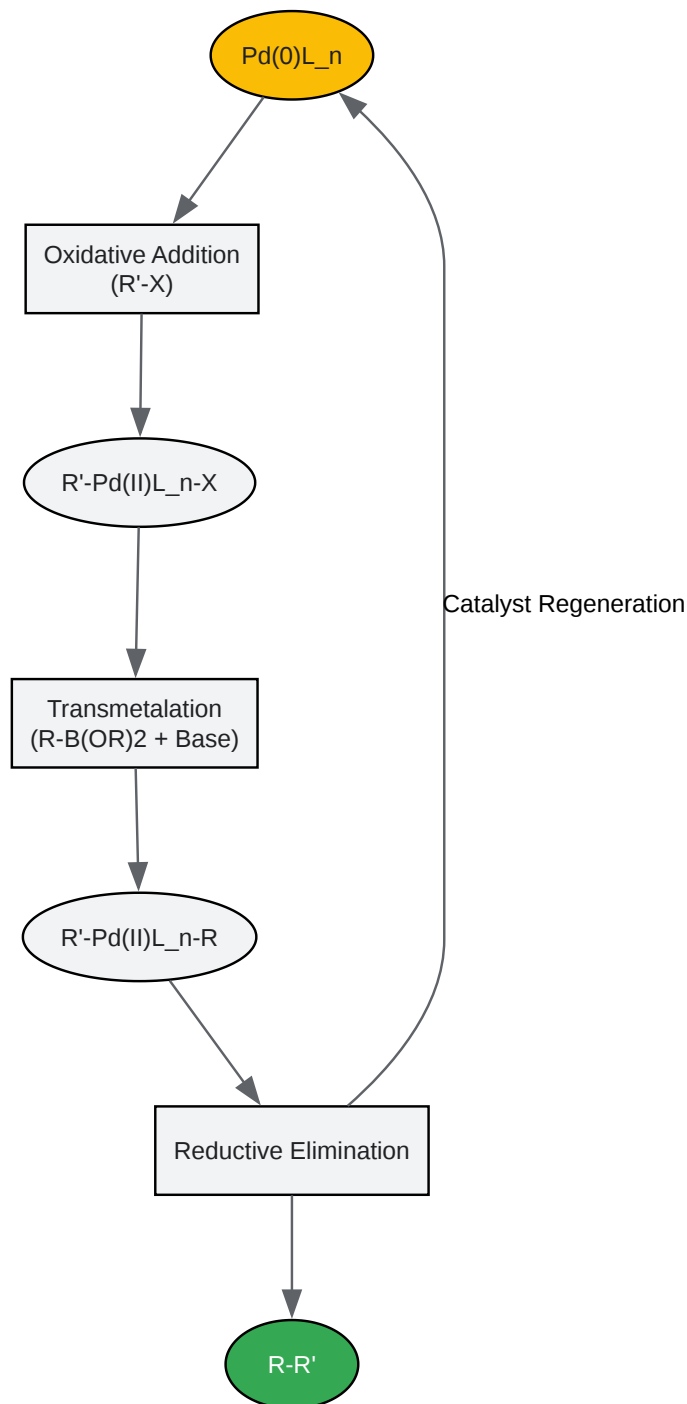 Pd(0)L_n
Oxidative Addition
(R'-X)
R'-Pd(II)L_n-X
Catalyst Regeneration
Transmetalation
(R-B(OR)2 + Base)
R'-Pd(II)L_n-R
Reductive Elimination
R-R'